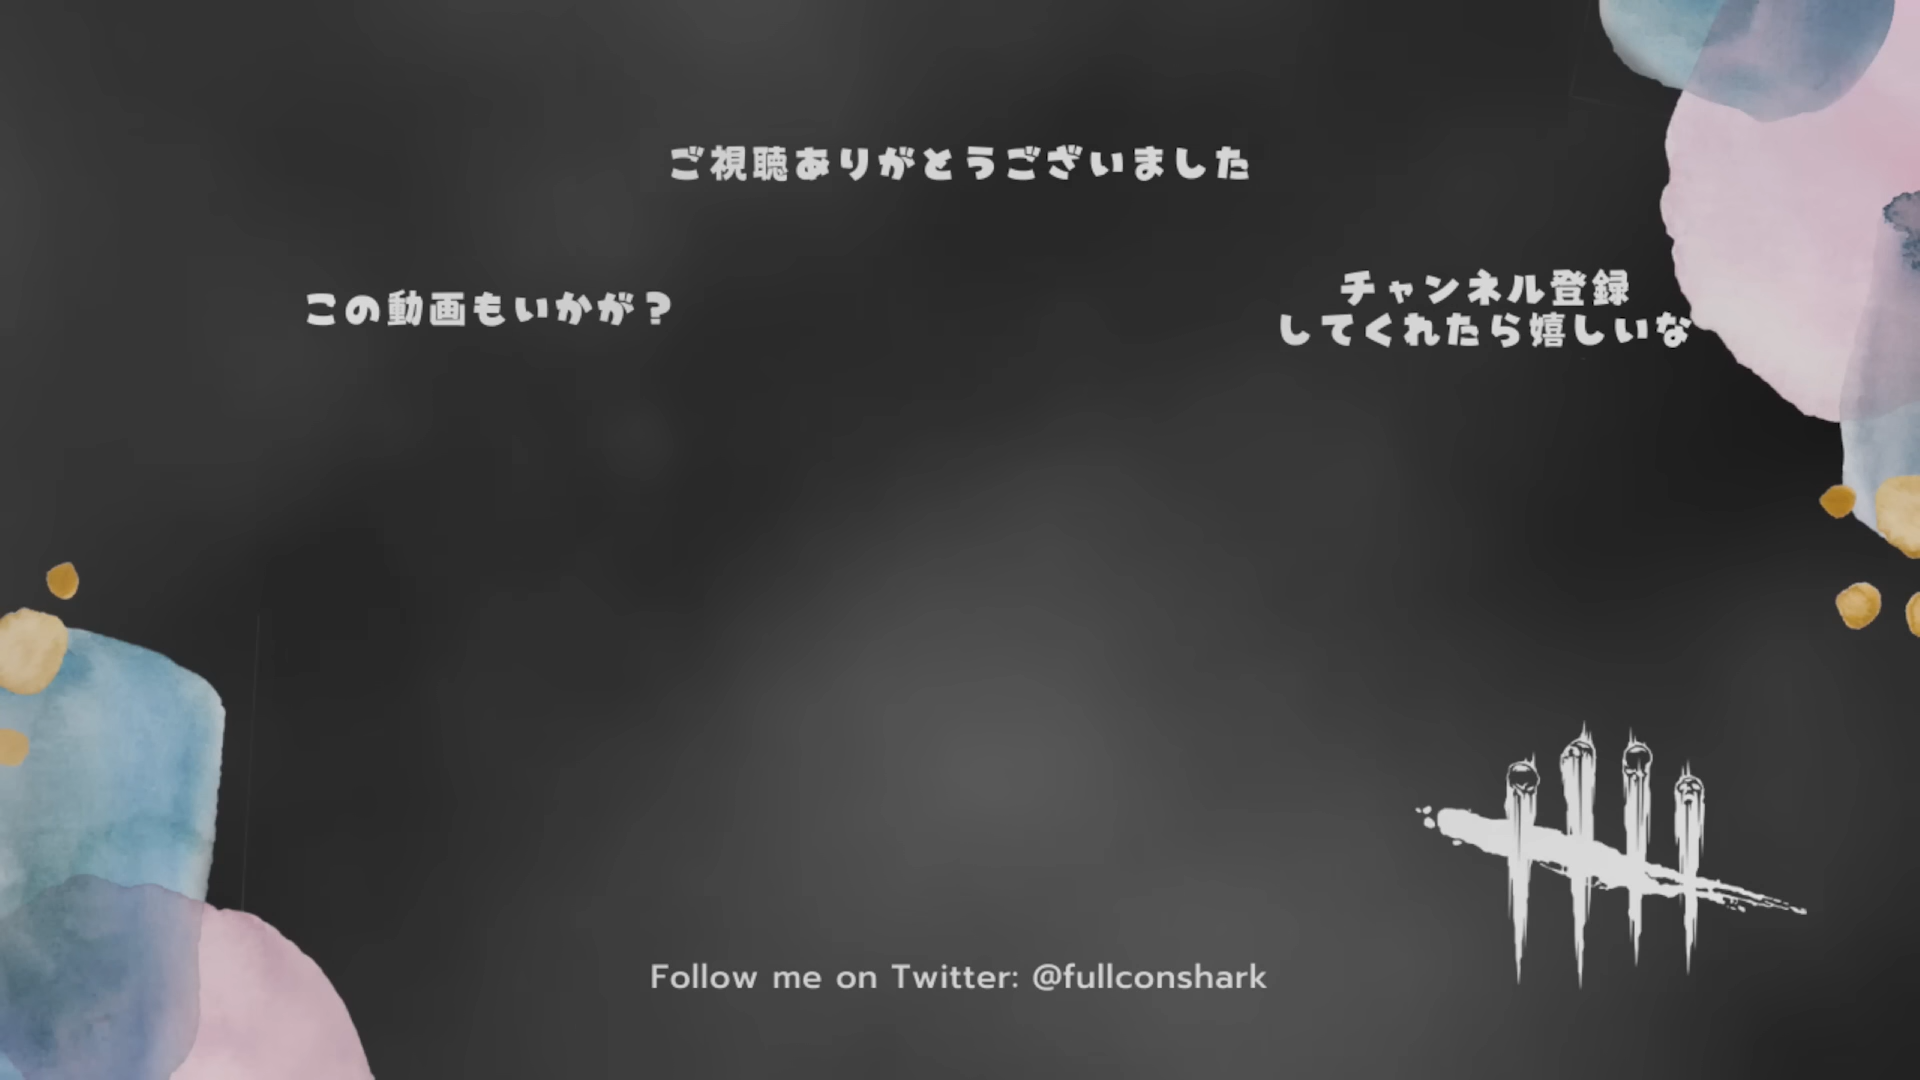 ご視聴ありがとうございました
この動画もいかが？
チャンネル登録
してくれたら嬉しいな
Follow me on Twitter: @fullconshark